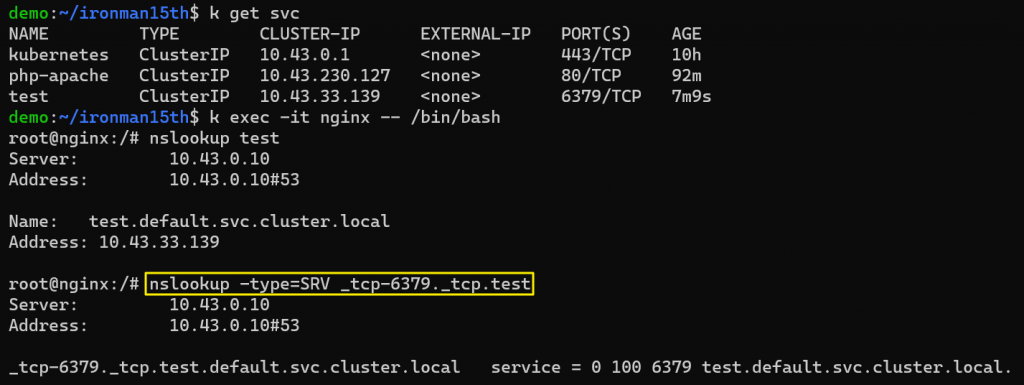 demo:~/ironman15th$ k get svc
NAME         TYPE        CLUSTER-IP      EXTERNAL-IP   PORT(S)    AGE
kubernetes   ClusterIP   10.43.0.1       <none>        443/TCP    10h
php-apache   ClusterIP   10.43.230.127   <none>        80/TCP     92m
test         ClusterIP   10.43.33.139    <none>        6379/TCP   7m9s
demo:~/ironman15th$ k exec -it nginx -- /bin/bash
root@nginx:/# nslookup test
Server:         10.43.0.10
Address:        10.43.0.10#53
Name:   test.default.svc.cluster.local
Address: 10.43.33.139
root@nginx:/# nslookup -type=SRV _tcp-6379._tcp.test
Server:         10.43.0.10
Address:        10.43.0.10#53
_tcp-6379._tcp.test.default.svc.cluster.local   service = 0 100 6379 test.default.svc.cluster.local.